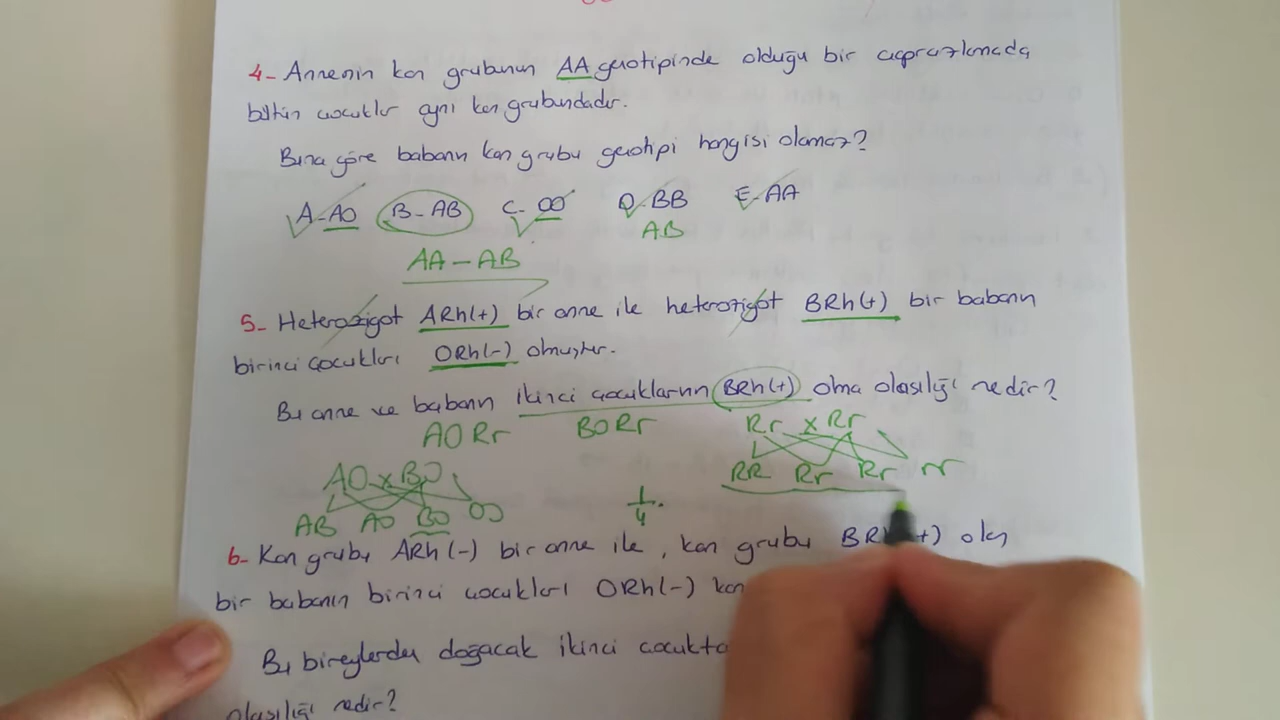 4- Annenin kan grubunun AA genotipinde olduğu bir çaprazlamada
bütün çocuklar aynı kan grubundadır.
Buna göre babanın kan grubu genotipi hangisi olamaz?
A-AO B-AB C-OO D-BB E-AA
AB
AA-AB
5- Heterozigot ARh(+) bir anne ile heterozigot BRh(+) bir babanın
birinci çocukları ORh(-) olmuştur.
Bu anne ve babanın ikinci çocuklarının BRh(+) olma olasılığı nedir?
AORr BORr Rr x Rr
AO x BO RR Rr Rr rr
AB AO BO OO 1/4.
6- Kan grubu ARh(-) bir anne ile, kan grubu BRh(+) olan
bir babanın birinci çocukları ORh(-) kan
Bu bireylerden doğacak ikinci çocukta
olasılığı nedir?